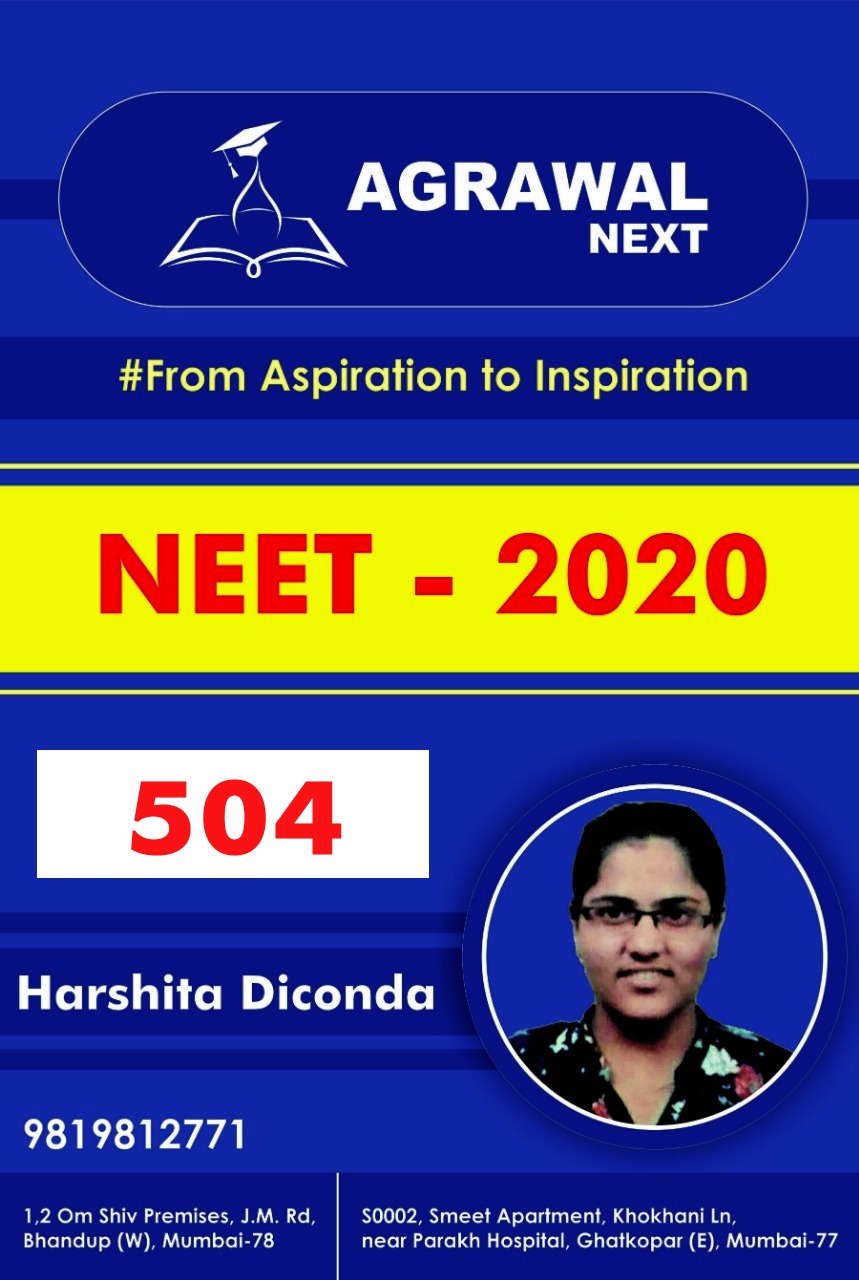 AGRAWAL
NEXT
#From Aspiration to Inspiration
NEET - 2020
504
Harshita Diconda
9819812771
1,2 Om Shiv Premises, J.M. Rd,
Bhandup (W), Mumbai-78
S0002, Smeet Apartment, Khokhani Ln,
near Parakh Hospital, Ghatkopar (E), Mumbai-77